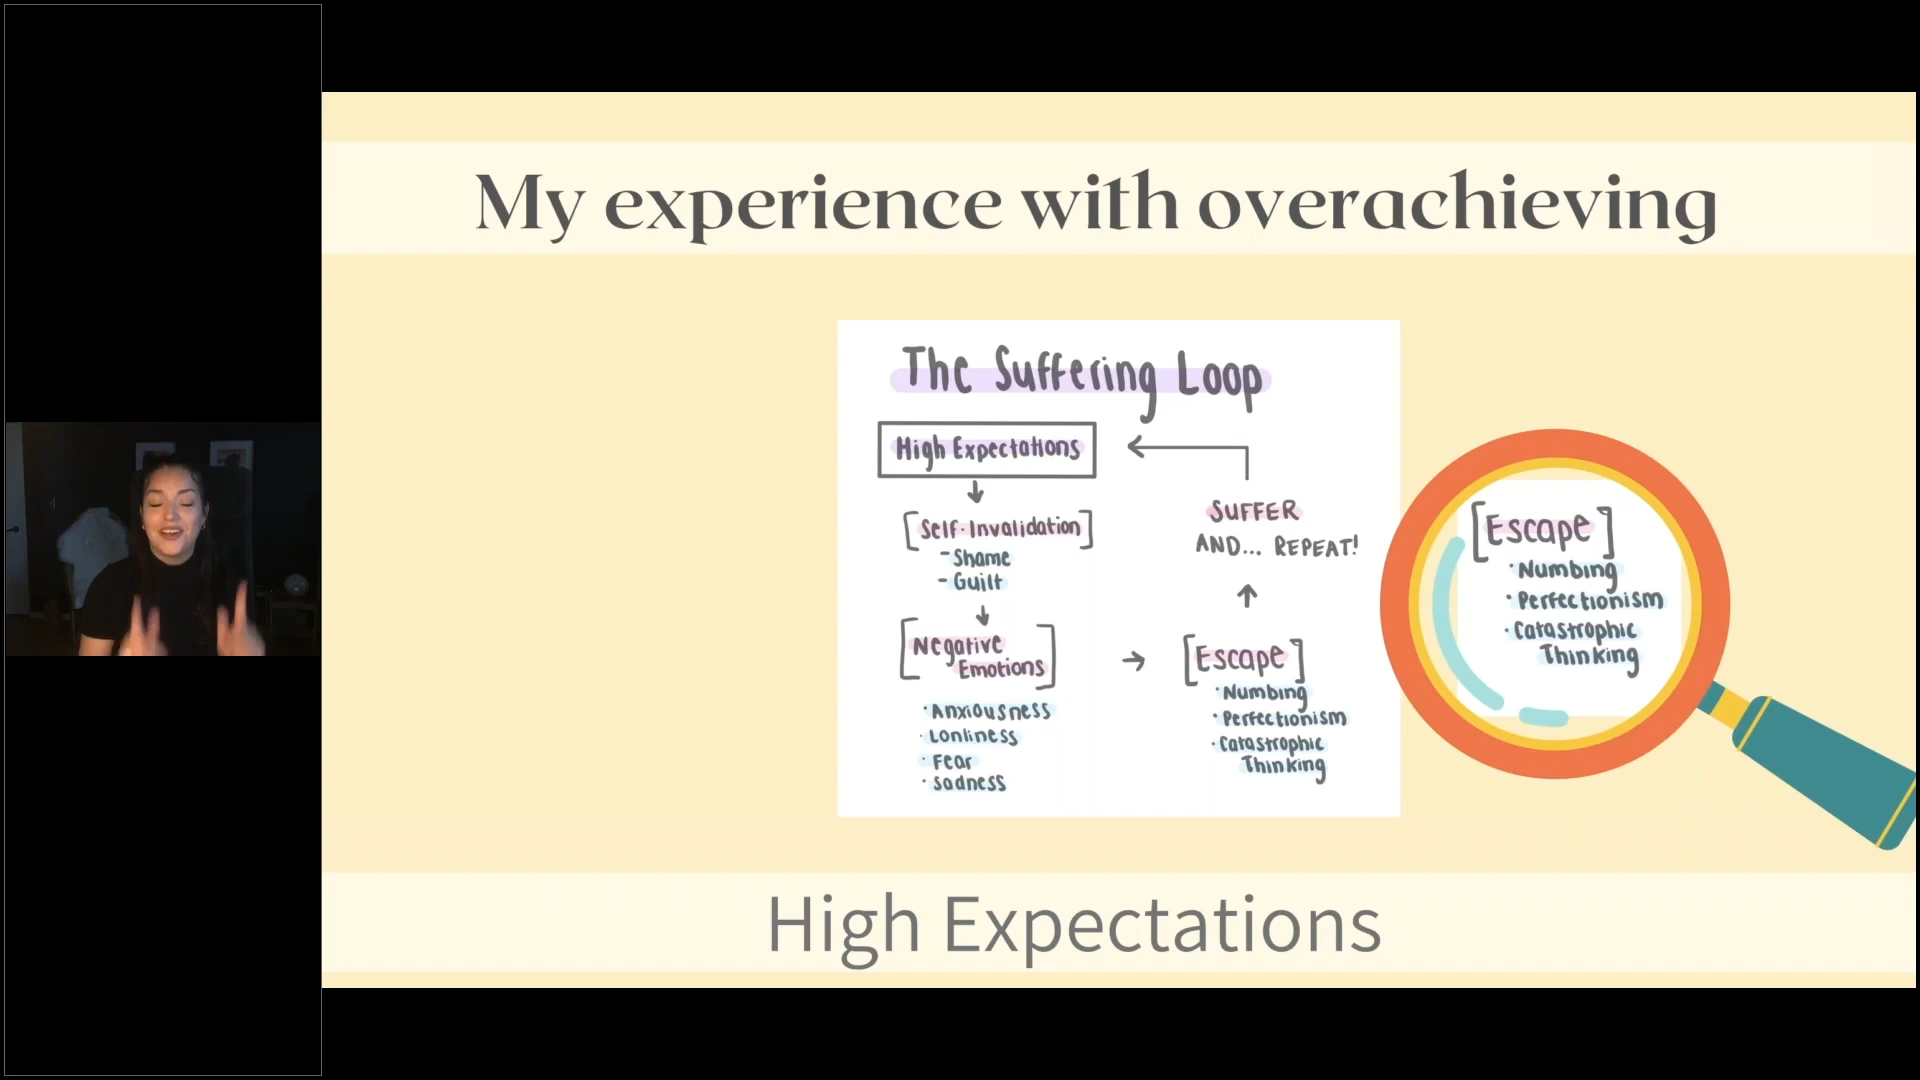 My experience with overachieving
The Suffering Loop
High Expectations
[Self-Invalidation]
- Shame
- Guilt
[Negative
Emotions]
· Anxiousness
· Lonliness
· Fear
· Sadness
[Escape]
· Numbing
· Perfectionism
· Catastrophic
Thinking
SUFFER
AND... REPEAT!
[Escape]
· Numbing
· Perfectionism
· Catastrophic
Thinking
High Expectations